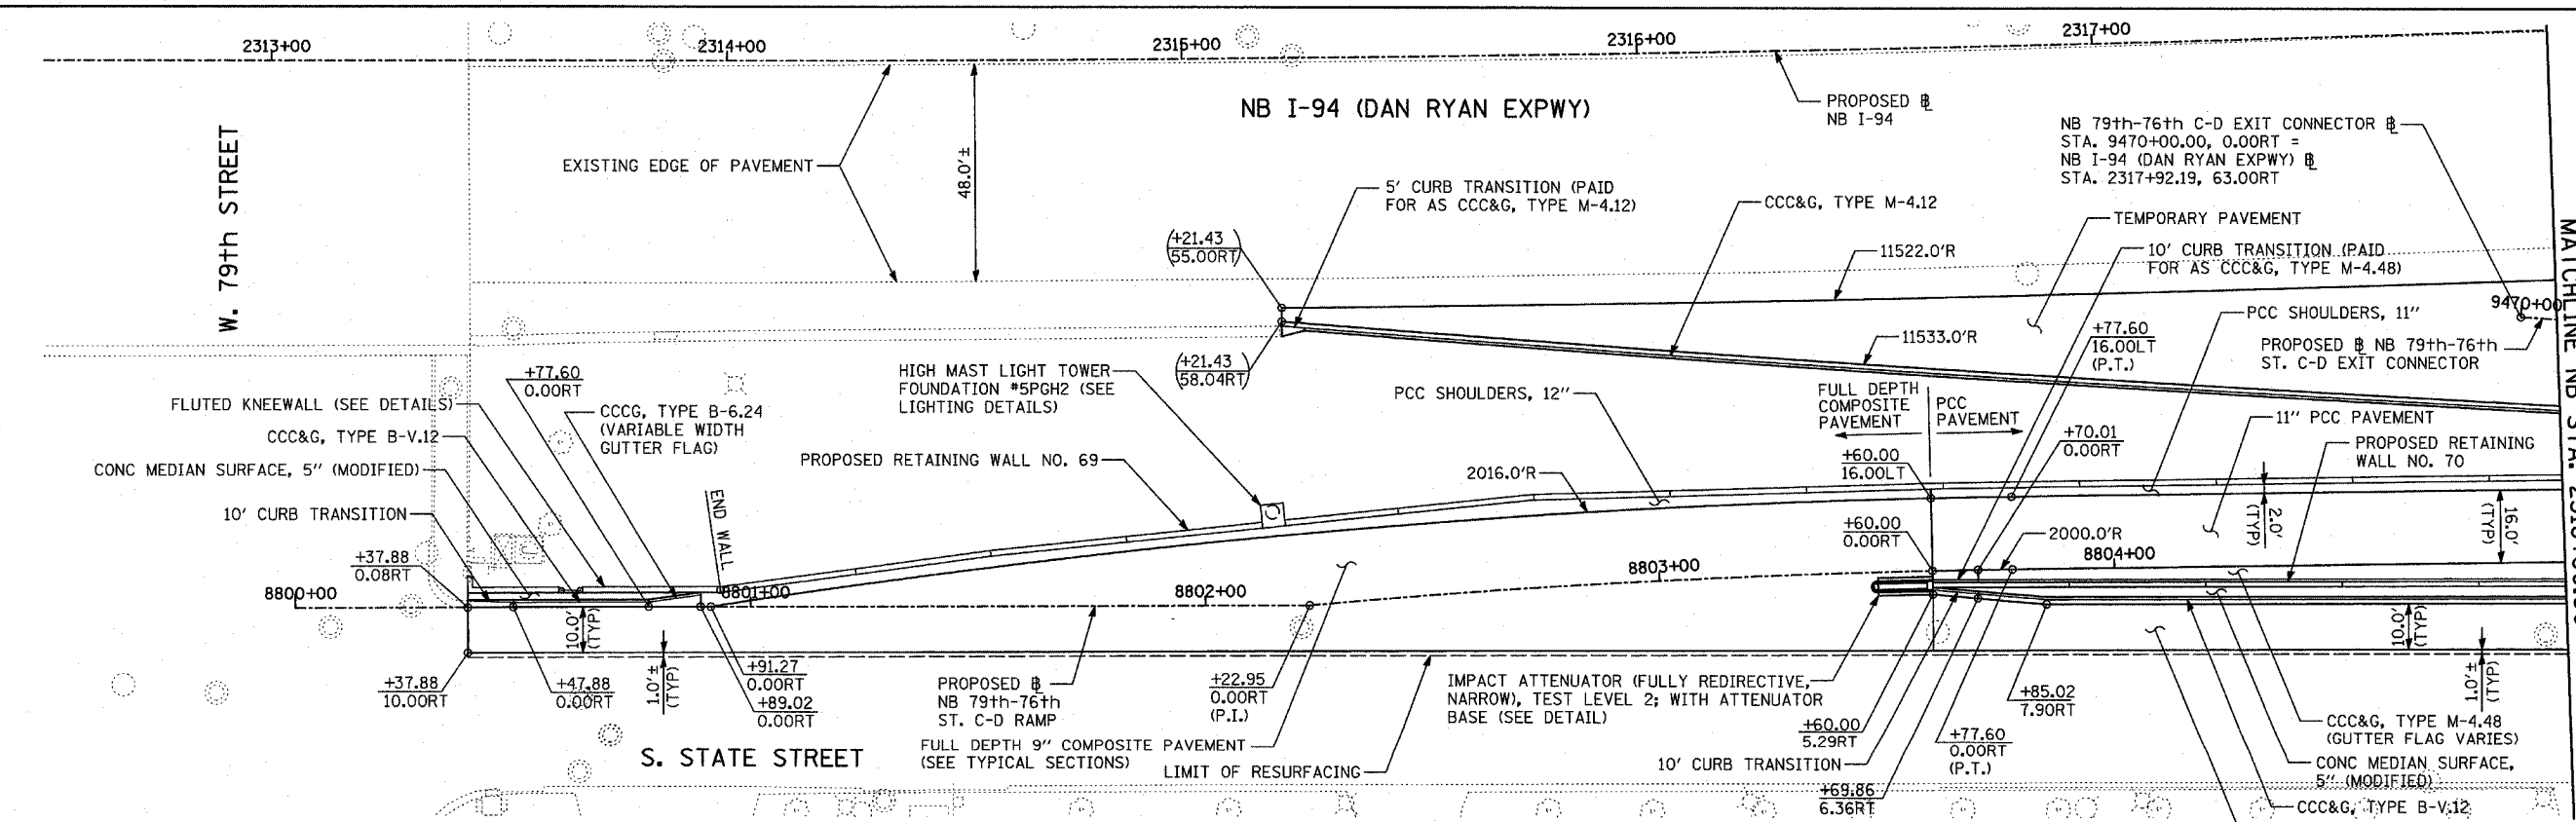 2313+00
2314+00
2315+00
2316+00
2317+00
W. 79th STREET
EXISTING EDGE OF PAVEMENT
48.0'±
NB I-94 (DAN RYAN EXPWY)
PROPOSED ℄
NB I-94
NB 79th-76th C-D EXIT CONNECTOR ℄
STA. 9470+00.00, 0.00RT =
NB I-94 (DAN RYAN EXPWY) ℄
STA. 2317+92.19, 63.00RT
5' CURB TRANSITION (PAID
FOR AS CCC&G, TYPE M-4.12)
CCC&G, TYPE M-4.12
TEMPORARY PAVEMENT
10' CURB TRANSITION (PAID
FOR AS CCC&G, TYPE M-4.48)
(+21.43
55.00RT)
11522.0'R
9470+00
PCC SHOULDERS, 11"
PROPOSED ℄ NB 79th-76th
ST. C-D EXIT CONNECTOR
(+21.43
58.04RT)
11533.0'R
+77.60
16.00LT
(P.T.)
+77.60
0.00RT
HIGH MAST LIGHT TOWER
FOUNDATION #5PGH2 (SEE
LIGHTING DETAILS)
PCC SHOULDERS, 12"
FULL DEPTH
COMPOSITE
PAVEMENT
PCC
PAVEMENT
FLUTED KNEEWALL (SEE DETAILS)
CCCG, TYPE B-6.24
(VARIABLE WIDTH
GUTTER FLAG)
11" PCC PAVEMENT
CCC&G, TYPE B-V.12
+70.01
0.00RT
PROPOSED RETAINING
WALL NO. 70
CONC MEDIAN SURFACE, 5" (MODIFIED)
PROPOSED RETAINING WALL NO. 69
+60.00
16.00LT
2016.0'R
END WALL
10' CURB TRANSITION
2.0'
(TYP)
16.0'
(TYP)
+60.00
0.00RT
2000.0'R
+37.88
0.08RT
8800+00
8801+00
8802+00
8803+00
8804+00
10.0'
(TYP)
10.0'
(TYP)
1.0'±
(TYP)
1.0'±
(TYP)
+37.88
10.00RT
+47.88
0.00RT
+91.27
0.00RT
+89.02
0.00RT
PROPOSED ℄
NB 79th-76th
ST. C-D RAMP
+22.95
0.00RT
(P.I.)
IMPACT ATTENUATOR (FULLY REDIRECTIVE,
NARROW), TEST LEVEL 2; WITH ATTENUATOR
BASE (SEE DETAIL)
+60.00
5.29RT
+85.02
7.90RT
+77.60
0.00RT
(P.T.)
CCC&G, TYPE M-4.48
(GUTTER FLAG VARIES)
S. STATE STREET
FULL DEPTH 9" COMPOSITE PAVEMENT
(SEE TYPICAL SECTIONS)
LIMIT OF RESURFACING
10' CURB TRANSITION
CONC MEDIAN SURFACE,
5" (MODIFIED)
+69.86
6.36RT
CCC&G, TYPE B-V.12
MATCHLINE NB STA.